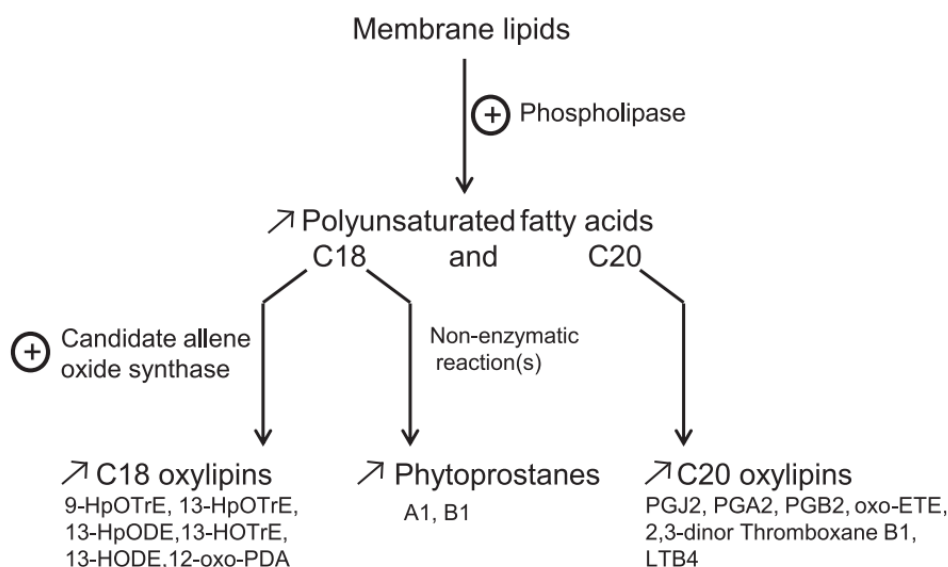 Membrane lipids
+ Phospholipase
↗ Polyunsaturated fatty acids
C18 and C20
+ Candidate allene
oxide synthase
Non-enzymatic
reaction(s)
↗ C18 oxylipins
9-HpOTrE, 13-HpOTrE,
13-HpODE,13-HOTrE,
13-HODE,12-oxo-PDA
↗ Phytoprostanes
A1, B1
↗ C20 oxylipins
PGJ2, PGA2, PGB2, oxo-ETE,
2,3-dinor Thromboxane B1,
LTB4